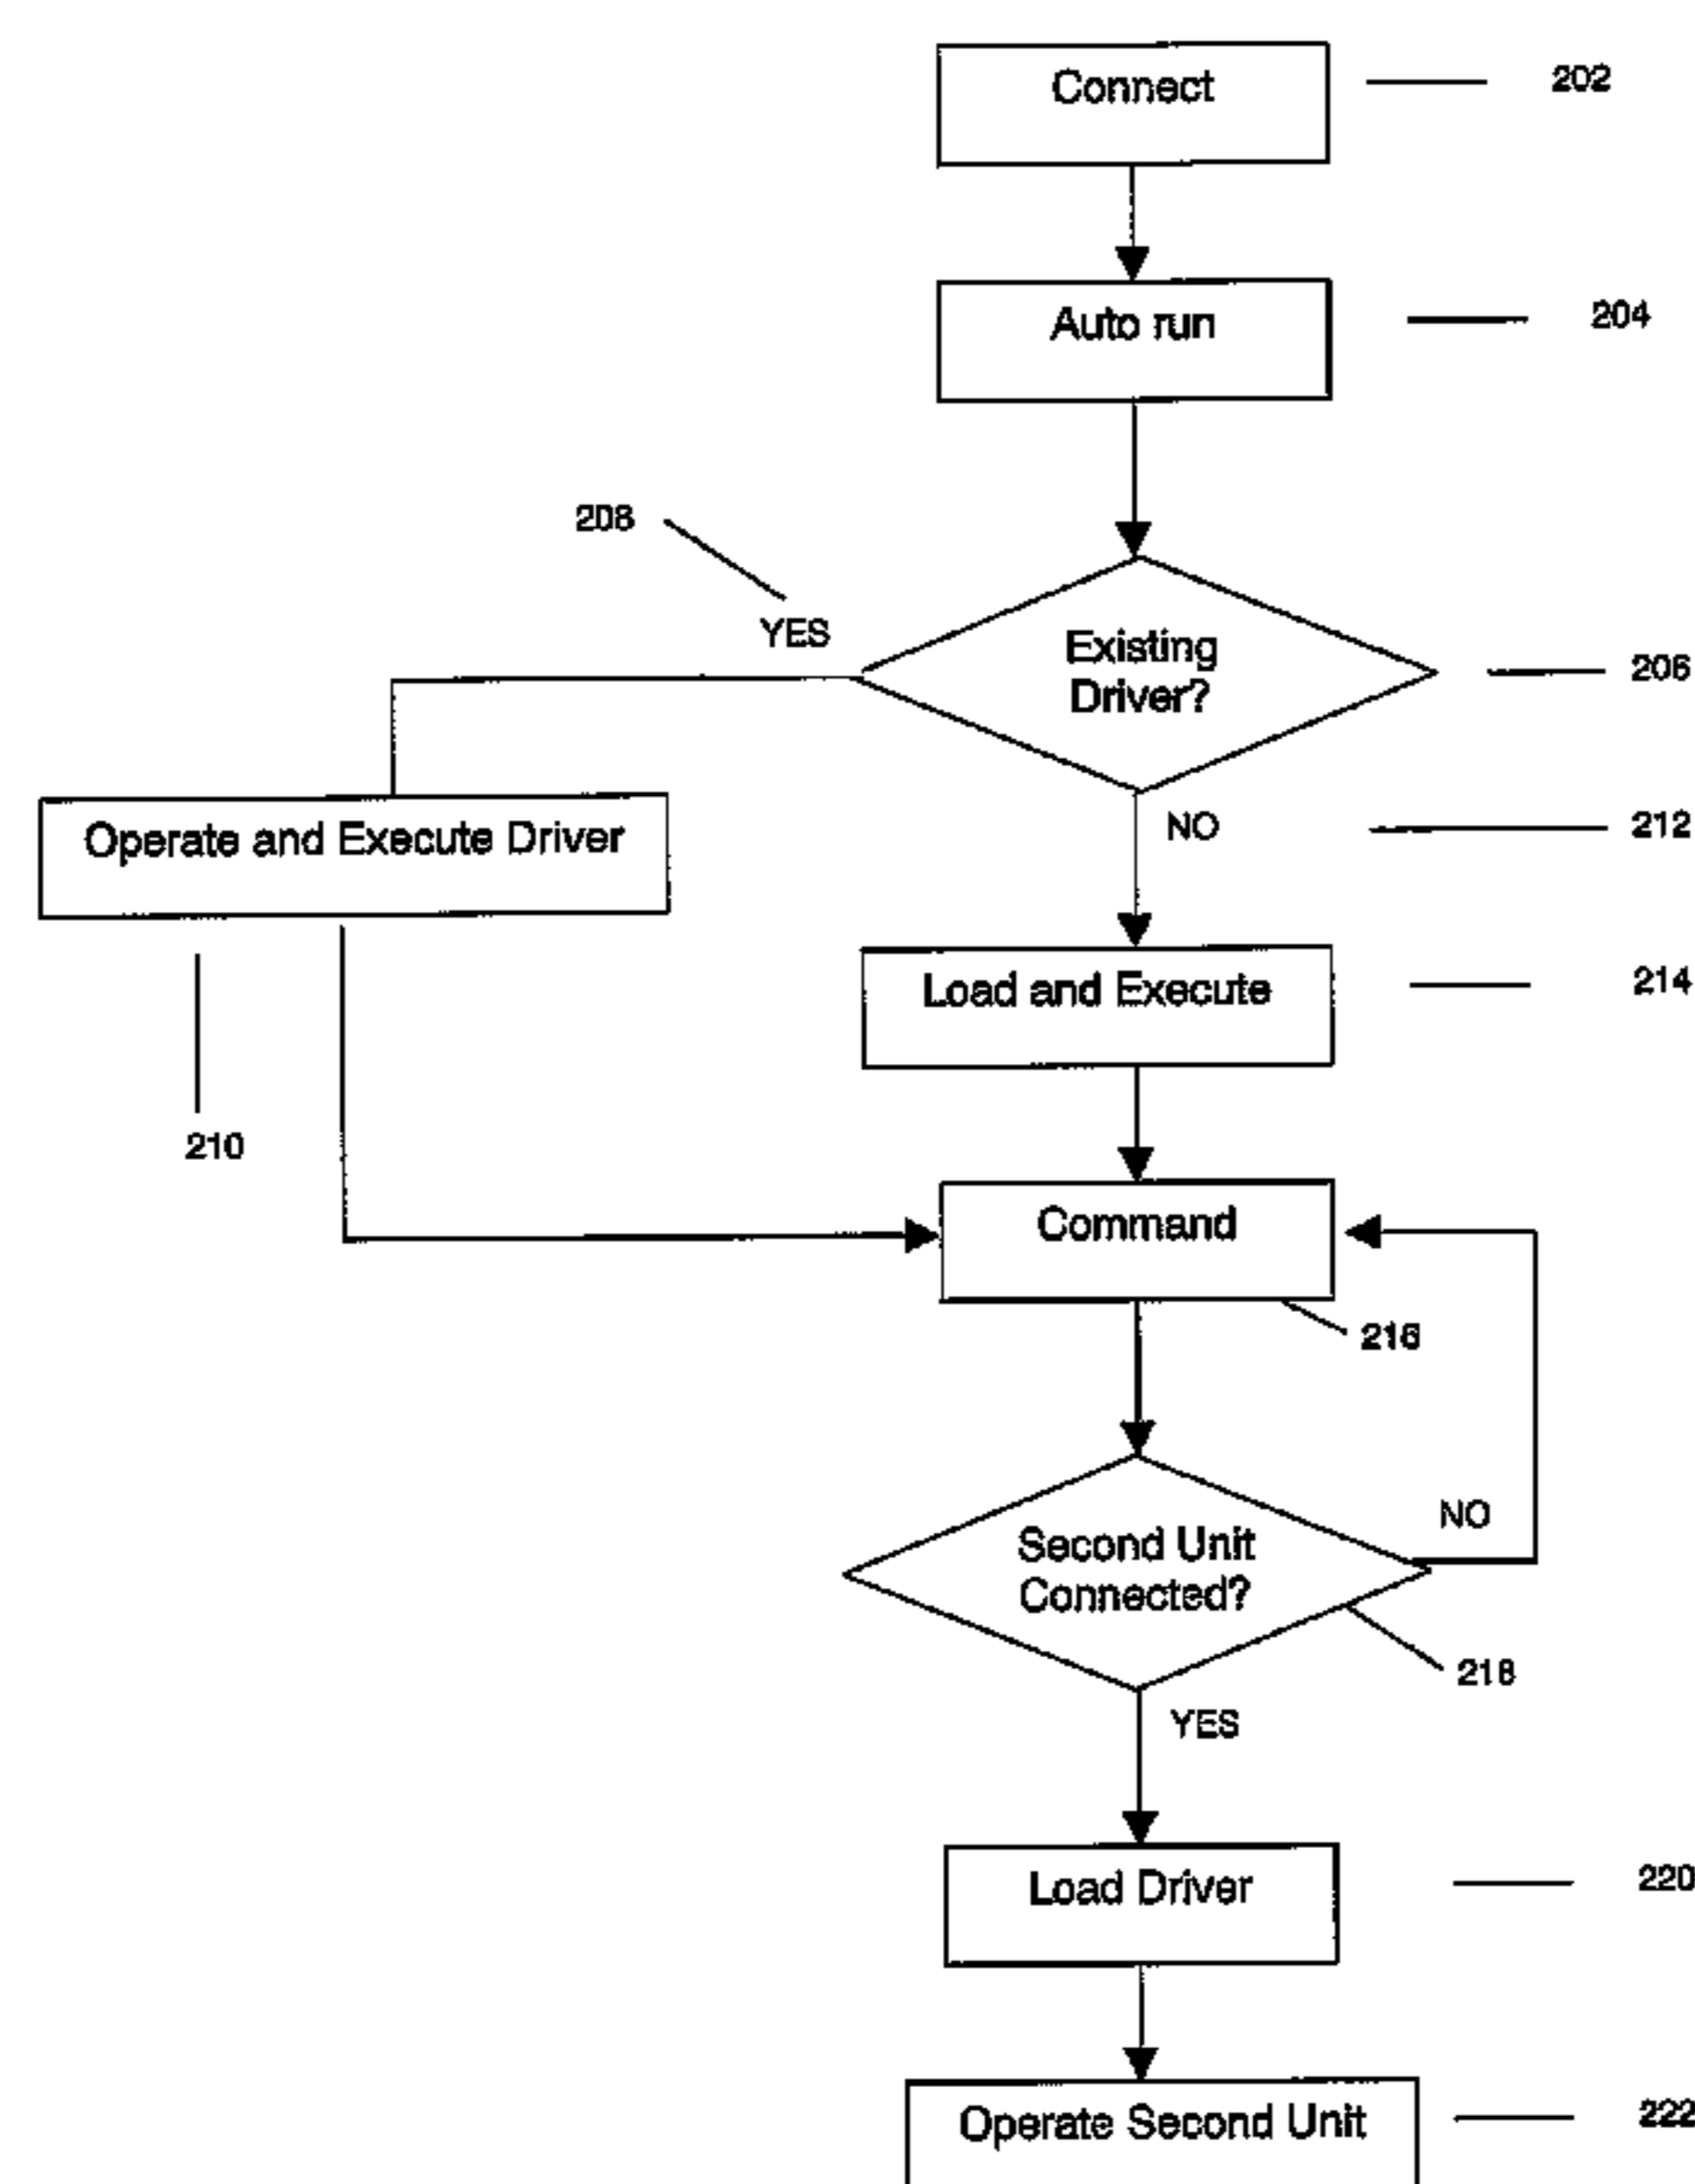 Connect
202
Auto run
204
208
YES
Existing
Driver?
206
Operate and Execute Driver
NO
212
Load and Execute
214
210
Command
216
NO
Second Unit
Connected?
218
YES
Load Driver
220
Operate Second Unit
222